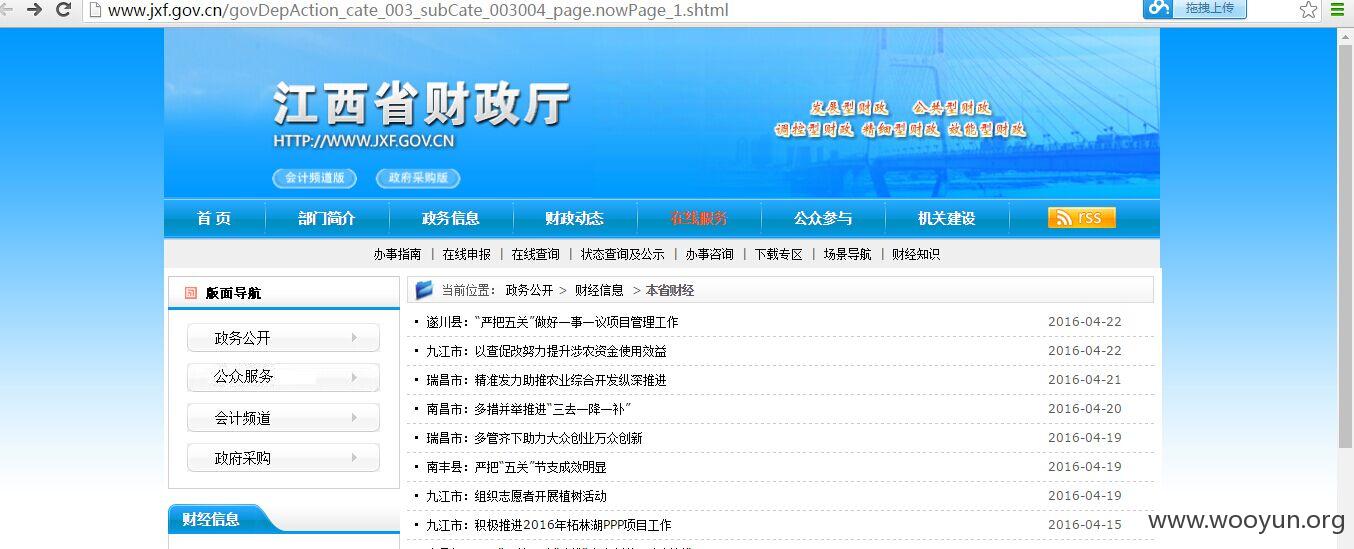 www.jxf.gov.cn/govDepAction_cate_003_subCate_003004_page.nowPage_1.shtml
拖拽上传
江西省财政厅
HTTP://WWW.JXF.GOV.CN
发展型财政 公共型财政
调控型财政 精细型财政 效能型财政
会计频道版 政府采购版
首 页 部门简介 政务信息 财政动态 在线服务 公众参与 机关建设 RSS
办事指南 | 在线申报 | 在线查询 | 状态查询及公示 | 办事咨询 | 下载专区 | 场景导航 | 财经知识
版面导航
政务公开
公众服务
会计频道
政府采购
财经信息
当前位置: 政务公开 > 财经信息 > 本省财经
遂川县:“严把五关”做好一事一议项目管理工作 2016-04-22
九江市:以查促改努力提升涉农资金使用效益 2016-04-22
瑞昌市:精准发力助推农业综合开发纵深推进 2016-04-21
南昌市:多措并举推进“三去一降一补” 2016-04-20
瑞昌市:多管齐下助力大众创业万众创新 2016-04-19
南丰县:严把“五关”节支成效明显 2016-04-19
九江市:组织志愿者开展植树活动 2016-04-19
九江市:积极推进2016年柘林湖PPP项目工作 2016-04-15
www.wooyun.org